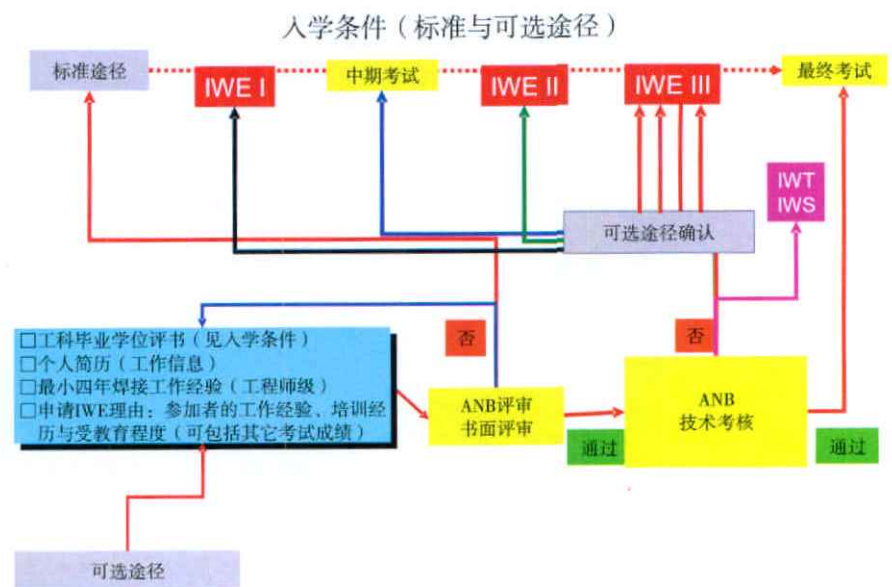 入学条件（标准与可选途径）
标准途径
IWE I
中期考试
IWE II
IWE III
最终考试
IWT
IWS
可选途径确认
□工科毕业学位评书（见入学条件）
□个人简历（工作信息）
□最小四年焊接工作经验（工程师级）
□申请IWE理由：参加者的工作经验、培训经
历与受教育程度（可包括其它考试成绩）
否
否
ANB评审
书面评审
通过
ANB
技术考核
通过
可选途径